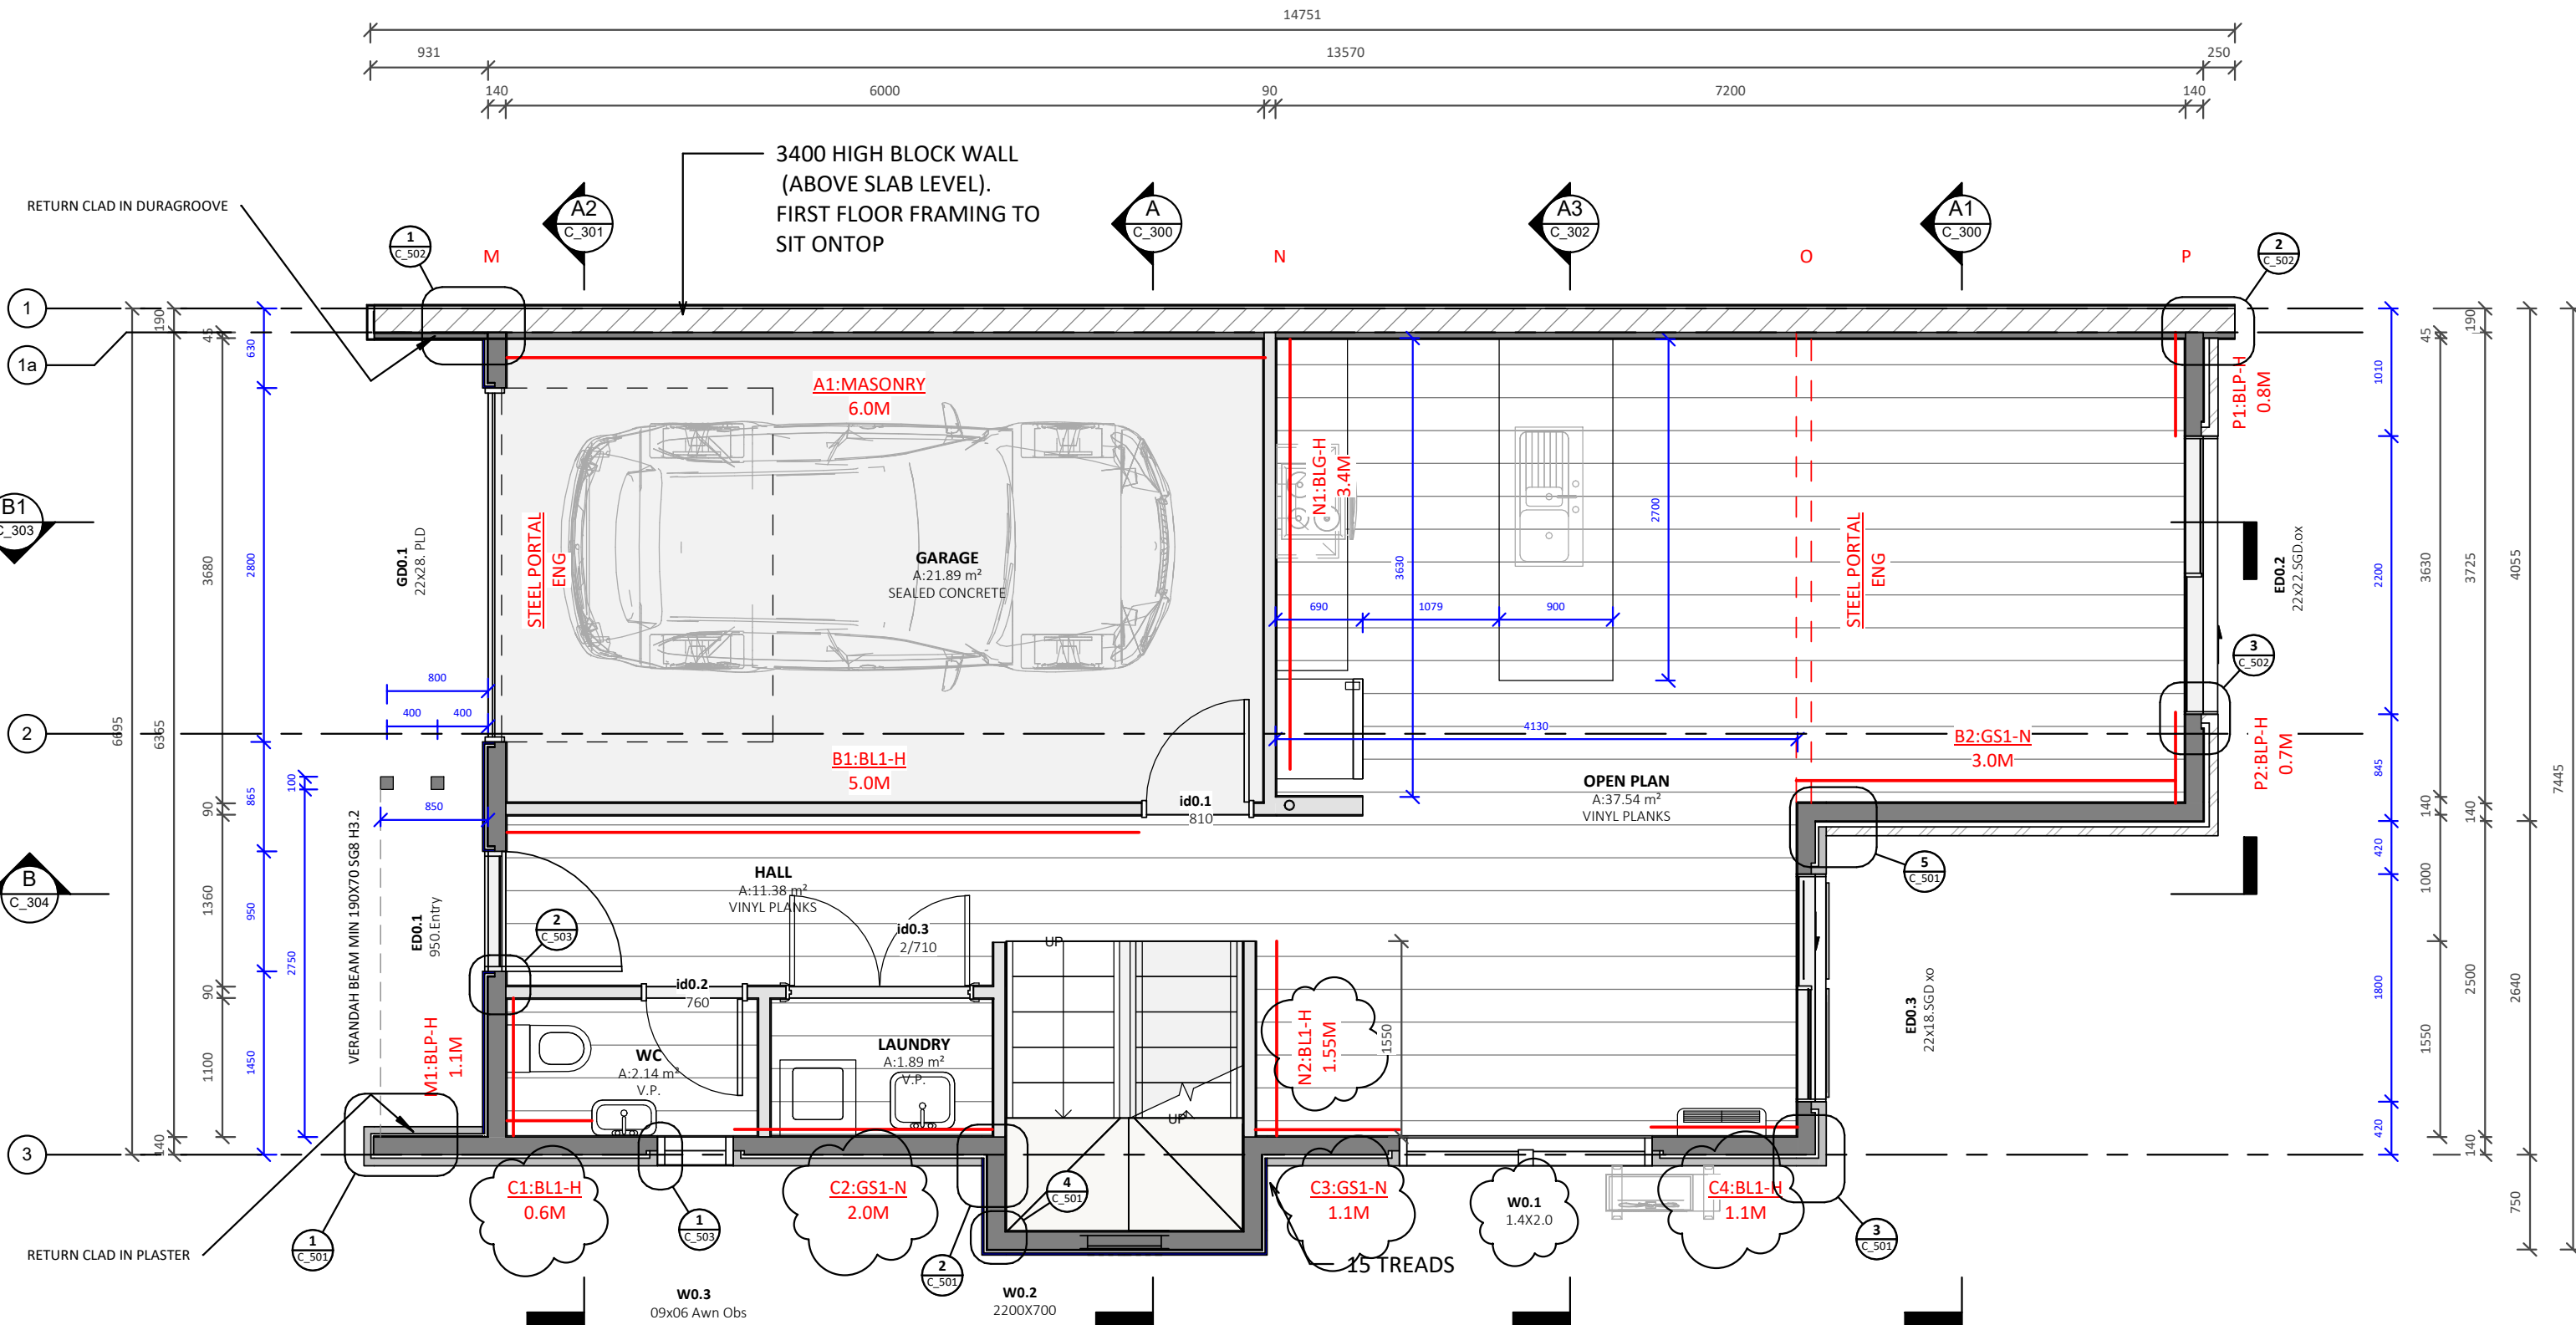 14751
931
13570
250
140
6000
90
7200
140
3400 HIGH BLOCK WALL
(ABOVE SLAB LEVEL).
FIRST FLOOR FRAMING TO
SIT ONTOP
RETURN CLAD IN DURAGROOVE
A2
C_301
A
C_300
A3
C_302
A1
C_300
1
C_502
2
C_502
M
N
O
P
1
1a
2
3
190
45
630
190
45
1010
A1:MASONRY
6.0M
P1:BLP-H
0.8M
N1:BLG-H
3.4M
B1
C_303
GD0.1
22x28. PLD
STEEL PORTAL
ENG
GARAGE
A:21.89 m²
SEALED CONCRETE
3680
2800
3630
2700
690
1079
900
STEEL PORTAL
ENG
ED0.2
22x22.SGD.ox
2200
3630
3725
4055
7445
3
C_502
800
400
400
6695
6365
4130
B1:BL1-H
5.0M
B2:GS1-N
3.0M
P2:BLP-H
0.7M
OPEN PLAN
A:37.54 m²
VINYL PLANKS
id0.1
810
100
850
90
865
845
140
140
VERANDAH BEAM MIN 190X70 SG8 H3.2
B
C_304
HALL
A:11.38 m²
VINYL PLANKS
5
C_501
420
1000
1360
950
2750
ED0.1
950.Entry
2
C_503
id0.3
2/710
UP
id0.2
760
90
1100
1450
140
M1:BLP-H
1.1M
WC
A:2.14 m²
V.P.
LAUNDRY
A:1.89 m²
V.P.
UP
N2:BL1-H
1.55M
1550
ED0.3
22x18.SGD xo
1800
1550
2500
2640
420
140
750
C1:BL1-H
0.6M
C2:GS1-N
2.0M
4
C_501
C3:GS1-N
1.1M
W0.1
1.4X2.0
C4:BL1-H
1.1M
1
C_501
1
C_503
2
C_501
3
C_501
RETURN CLAD IN PLASTER
15 TREADS
W0.3
09x06 Awn Obs
W0.2
2200X700